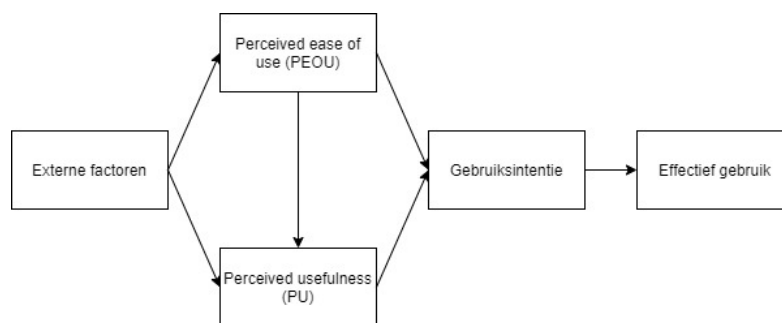 Perceived ease of
use (PEOU)
Externe factoren
Gebruiksintentie
Effectief gebruik
Perceived usefulness
(PU)